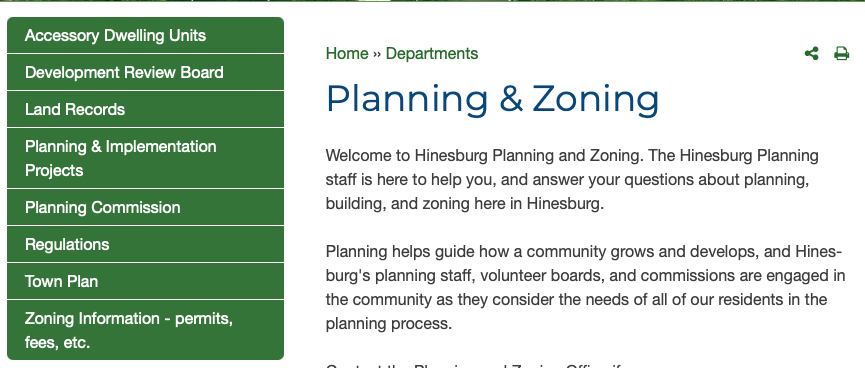 Accessory Dwelling Units
Development Review Board
Land Records
Planning & Implementation
Projects
Planning Commission
Regulations
Town Plan
Zoning Information - permits,
fees, etc.
Home ›› Departments
Planning & Zoning
Welcome to Hinesburg Planning and Zoning. The Hinesburg Planning
staff is here to help you, and answer your questions about planning,
building, and zoning here in Hinesburg.
Planning helps guide how a community grows and develops, and Hines-
burg's planning staff, volunteer boards, and commissions are engaged in
the community as they consider the needs of all of our residents in the
planning process.